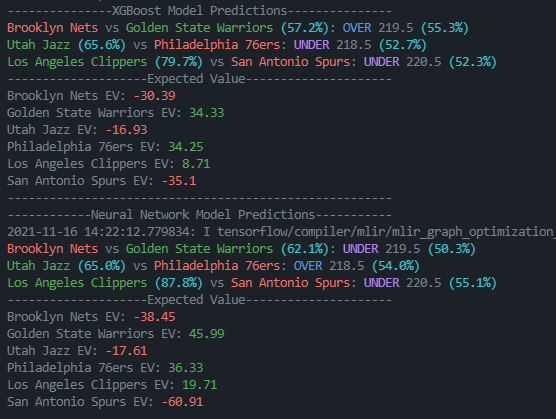 ---------------XGBoost Model Predictions---------------
Brooklyn Nets vs Golden State Warriors (57.2%): OVER 219.5 (55.3%)
Utah Jazz (65.6%) vs Philadelphia 76ers: UNDER 218.5 (52.7%)
Los Angeles Clippers (79.7%) vs San Antonio Spurs: UNDER 220.5 (52.3%)
--------------------Expected Value---------------------
Brooklyn Nets EV: -30.39
Golden State Warriors EV: 34.33
Utah Jazz EV: -16.93
Philadelphia 76ers EV: 34.25
Los Angeles Clippers EV: 8.71
San Antonio Spurs EV: -35.1
-------------------------------------------------------
------------Neural Network Model Predictions-----------
2021-11-16 14:22:12.779834: I tensorflow/compiler/mlir/mlir_graph_optimization_
Brooklyn Nets vs Golden State Warriors (62.1%): UNDER 219.5 (50.3%)
Utah Jazz (65.0%) vs Philadelphia 76ers: OVER 218.5 (54.0%)
Los Angeles Clippers (87.8%) vs San Antonio Spurs: UNDER 220.5 (55.1%)
--------------------Expected Value---------------------
Brooklyn Nets EV: -38.45
Golden State Warriors EV: 45.99
Utah Jazz EV: -17.61
Philadelphia 76ers EV: 36.33
Los Angeles Clippers EV: 19.71
San Antonio Spurs EV: -60.91